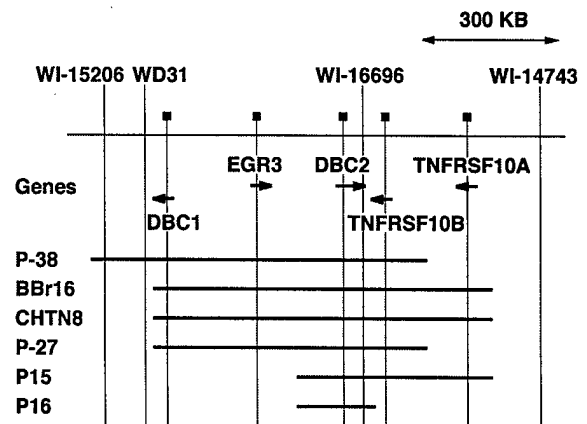 300 KB
WI-15206 WD31 WI-16696 WI-14743
EGR3 DBC2 TNFRSF10A
Genes
DBC1 TNFRSF10B
P-38
BBr16
CHTN8
P-27
P15
P16